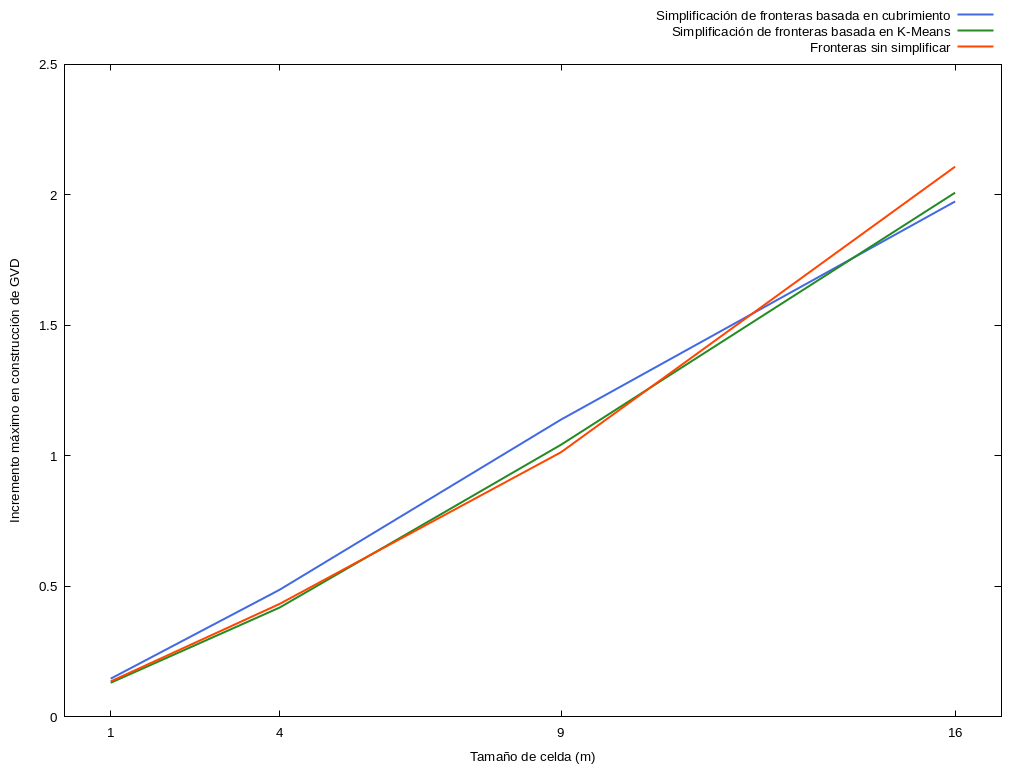 Simplificación de fronteras basada en cubrimiento
Simplificación de fronteras basada en K-Means
Fronteras sin simplificar
2.5
2
1.5
1
0.5
0
Incremento máximo en construcción de GVD
1 4 9 16
Tamaño de celda (m)